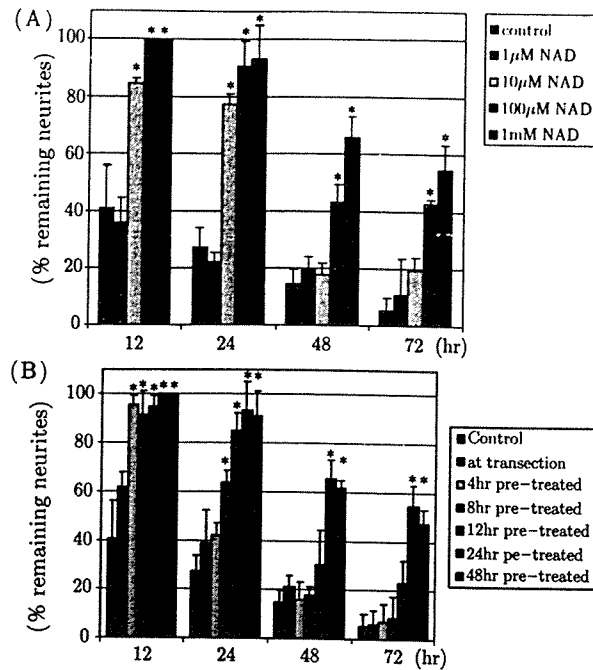 (A)
(% remaining neurites)
100
80
60
40
20
0
* * * * * * * * * *
12 24 48 72 (hr)
control
1μM NAD
10μM NAD
100μM NAD
1mM NAD
(B)
(% remaining neurites)
100
80
60
40
20
0
* * * * * * * * * * * * *
12 24 48 72 (hr)
Control
at transection
4hr pre-treated
8hr pre-treated
12hr pre-treated
24hr pe-treated
48hr pre-treated